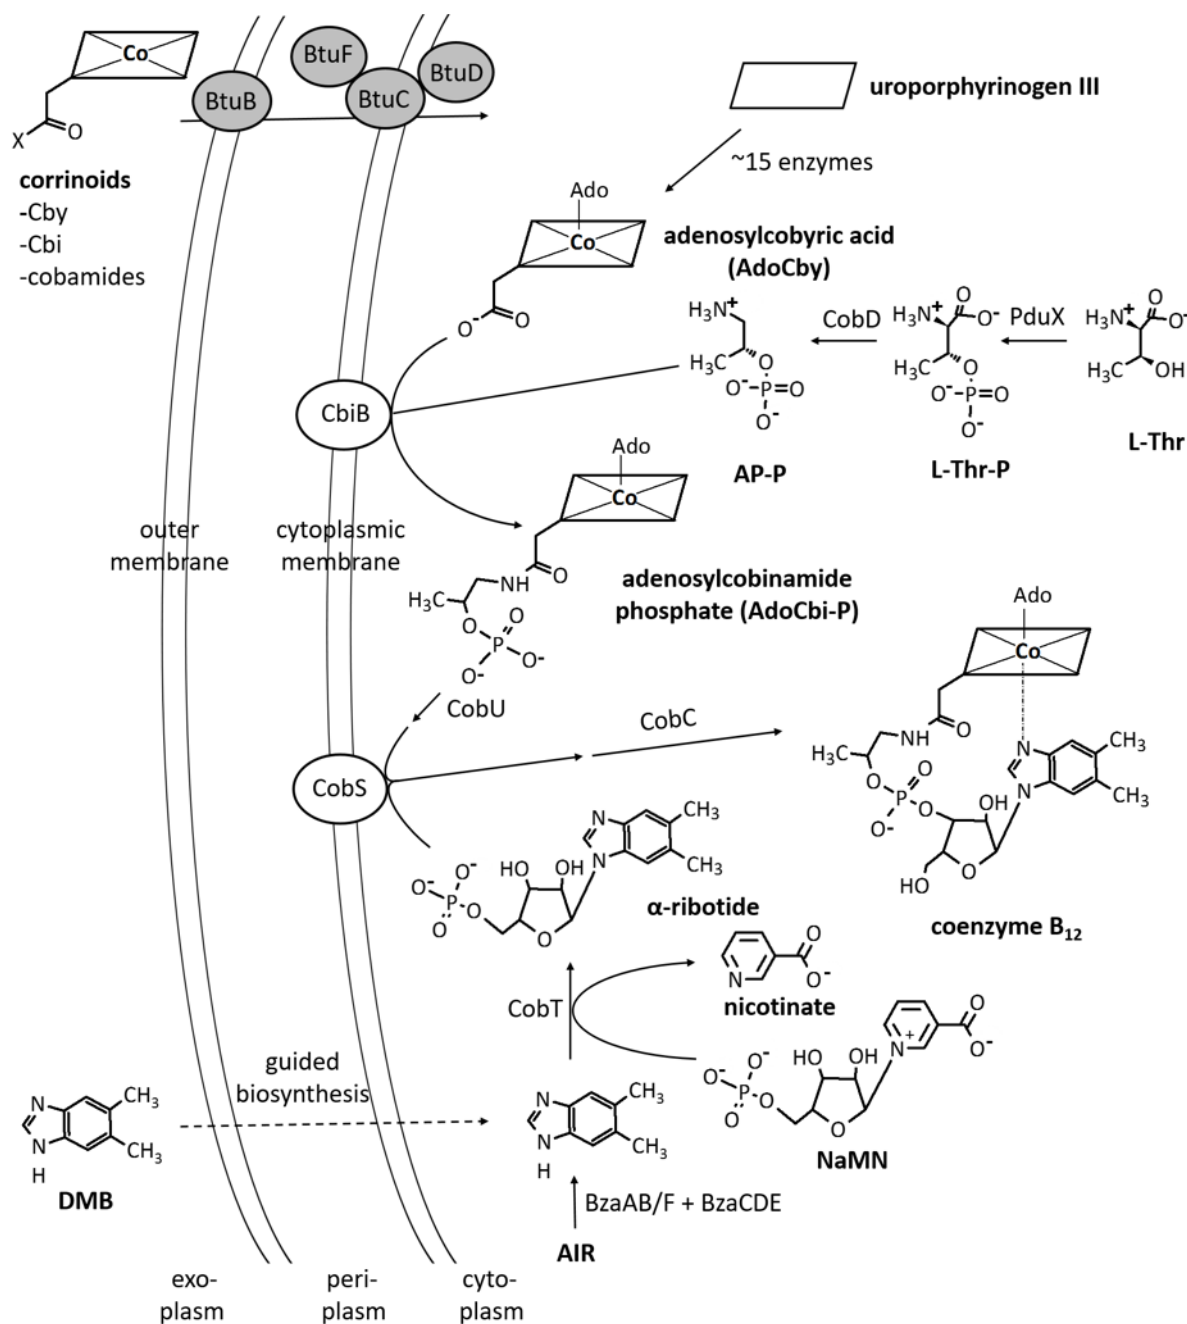 Co
X
O
corrinoids
-Cby
-Cbi
-cobamides
BtuB
BtuF
BtuC
BtuD
uroporphyrinogen III
~15 enzymes
Ado
Co
O⁻
O
adenosylcobyric acid
(AdoCby)
H₃N⁺
H₃C
O
O⁻
P
O
O⁻
AP-P
CobD
H₃N⁺
O
O⁻
H₃C
O
O⁻
P
O
O⁻
L-Thr-P
PduX
H₃N⁺
O
O⁻
H₃C
OH
L-Thr
CbiB
outer
membrane
cytoplasmic
membrane
Ado
Co
NH
O
H₃C
O
O
P
O⁻
O⁻
adenosylcobinamide
phosphate (AdoCbi-P)
CobU
CobS
CobC
Ado
Co
NH
O
H₃C
O
O
P
O⁻
O
OH
N
N
CH₃
CH₃
O
HO
coenzyme B₁₂
O⁻
O⁻
P
O
O
HO
OH
O
N
N
CH₃
CH₃
α-ribotide
CobT
O
O⁻
N
nicotinate
O⁻
O⁻
P
O
O
HO
OH
O
N⁺
O
O⁻
NaMN
guided
biosynthesis
N
N
H
CH₃
CH₃
DMB
N
N
H
CH₃
CH₃
BzaAB/F + BzaCDE
AIR
exo-
plasm
peri-
plasm
cyto-
plasm